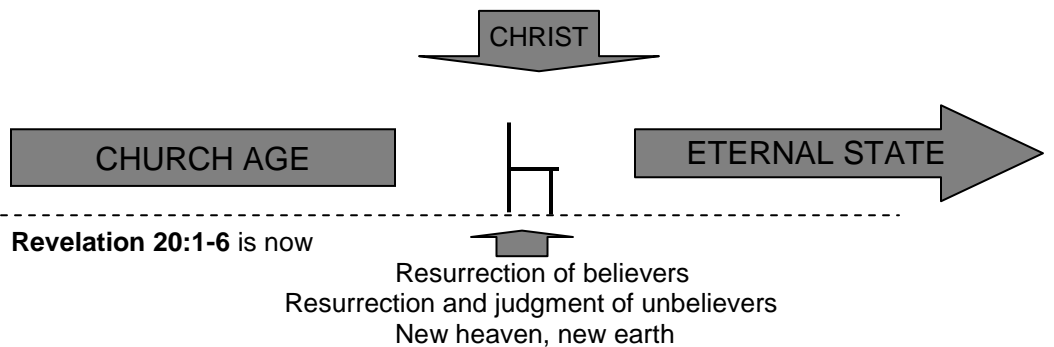 CHRIST
CHURCH AGE
ETERNAL STATE
Revelation 20:1-6 is now
Resurrection of believers
Resurrection and judgment of unbelievers
New heaven, new earth